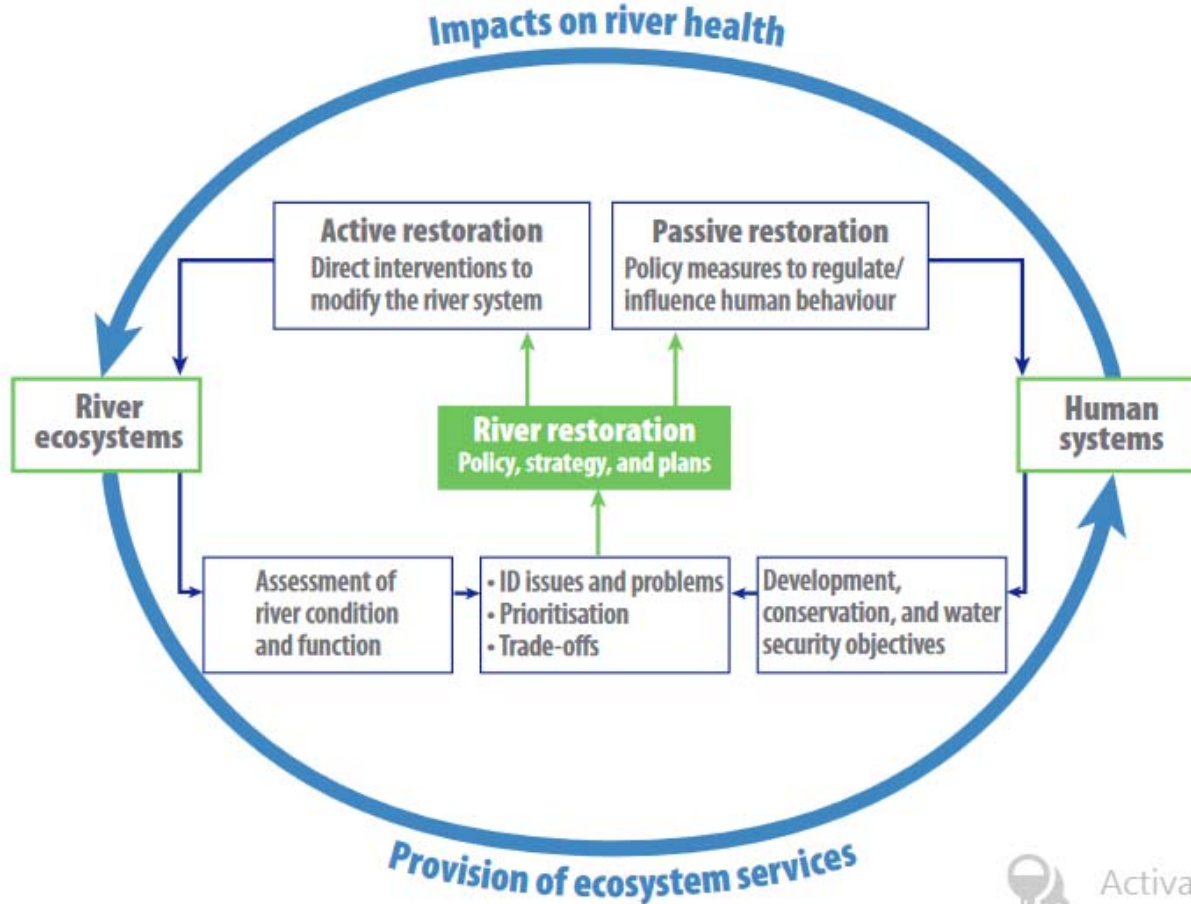 Impacts on river health
Active restoration
Direct interventions to
modify the river system
Passive restoration
Policy measures to regulate/
influence human behaviour
River
ecosystems
River restoration
Policy, strategy, and plans
Human
systems
Assessment of
river condition
and function
• ID issues and problems
• Prioritisation
• Trade-offs
Development,
conservation, and water
security objectives
Provision of ecosystem services
Activa